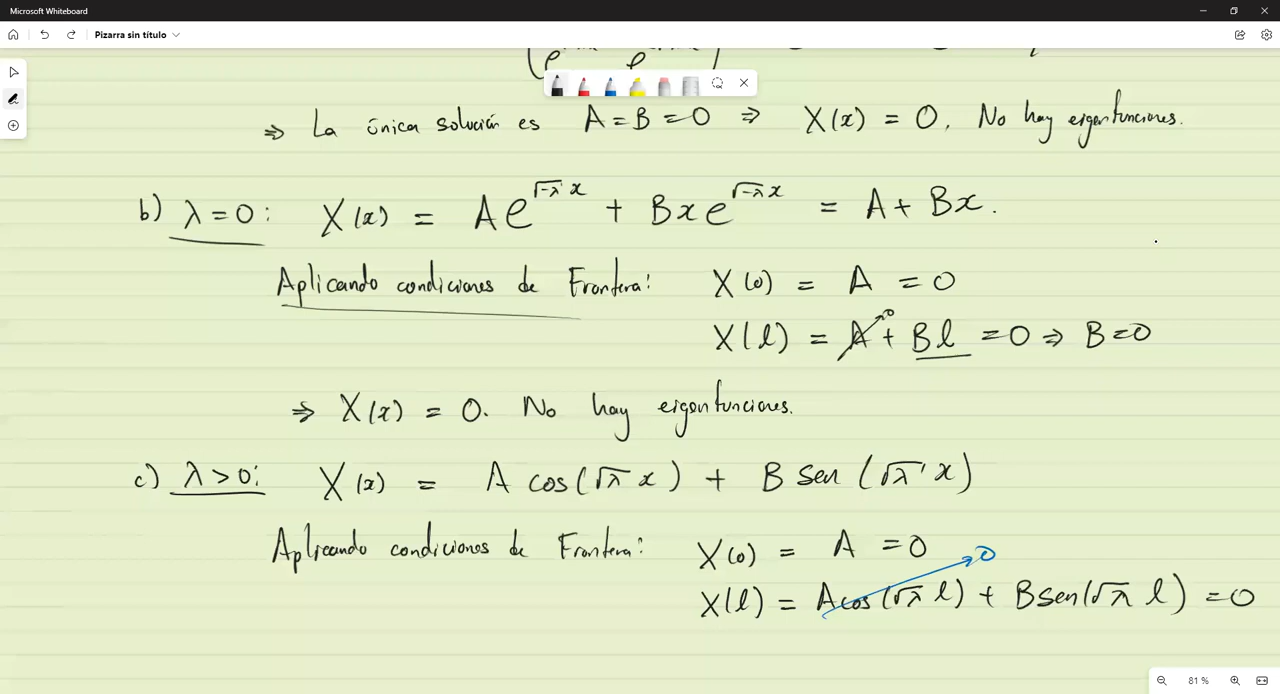 Microsoft Whiteboard
Pizarra sin título
⇒ La única solución es A = B = 0 ⇒ X(x) = 0. No hay eigenfunciones.
b) λ = 0: X(x) = Ae^{√-λ x} + Bxe^{√-λ x} = A + Bx.
Aplicando condiciones de Frontera: X(0) = A = 0
X(l) = A→0 + Bl = 0 ⇒ B = 0
⇒ X(x) = 0. No hay eigenfunciones.
c) λ > 0: X(x) = A cos(√λ x) + B sen(√λ x)
Aplicando condiciones de Frontera: X(0) = A = 0
X(l) = A cos(√λ l)→0 + B sen(√λ l) = 0
81 %